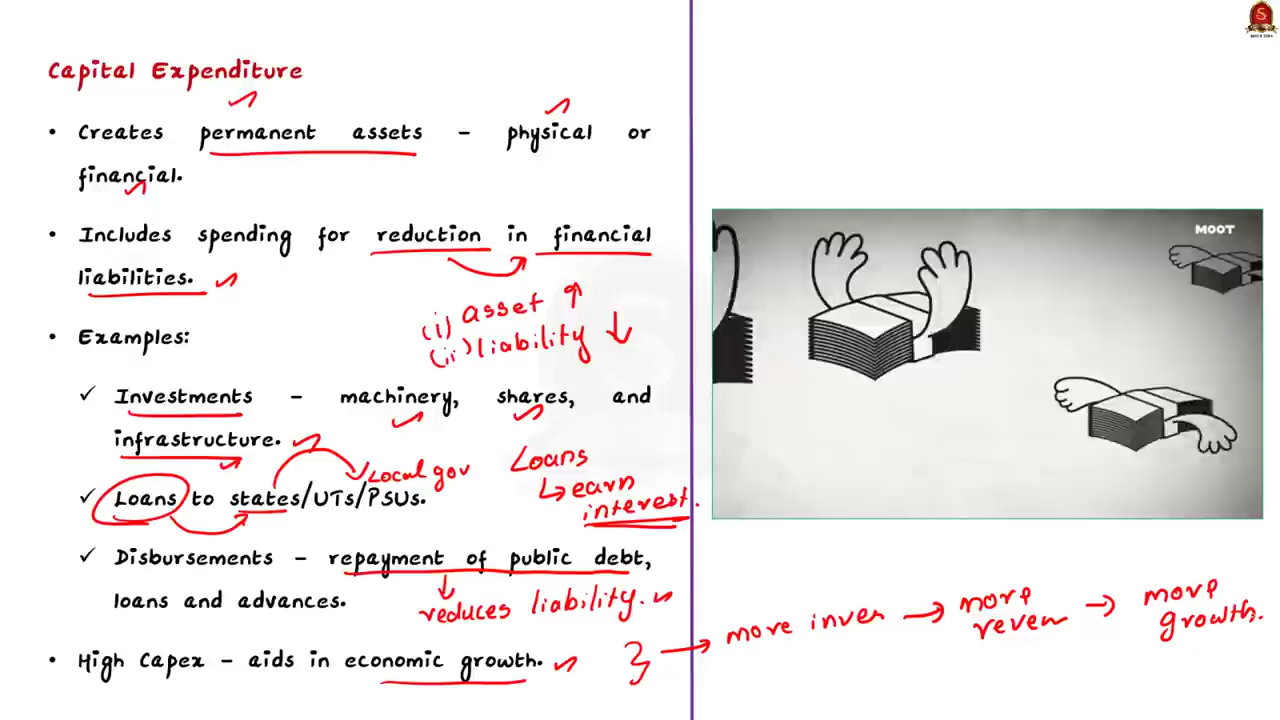 Capital Expenditure
• Creates permanent assets – physical or
financial.
• Includes spending for reduction in financial
liabilities.
(i) asset ↑
(ii) liability ↓
• Examples:
✓ Investments – machinery, shares, and
infrastructure.
Local gov
Loans
↳ earn
interest.
✓ Loans to states/UTs/PSUs.
✓ Disbursements – repayment of public debt,
loans and advances.
↓
reduces liability.
• High Capex – aids in economic growth.
→ more inves → more reven → more growth.
MOOT
S